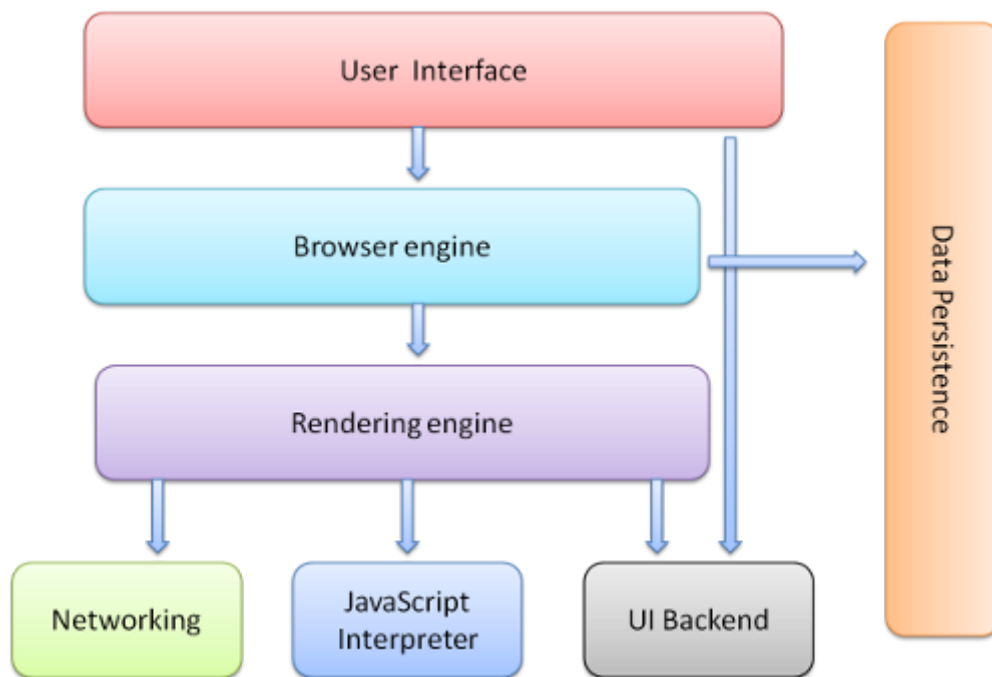 User Interface
Browser engine
Data Persistence
Rendering engine
Networking
JavaScript
Interpreter
UI Backend